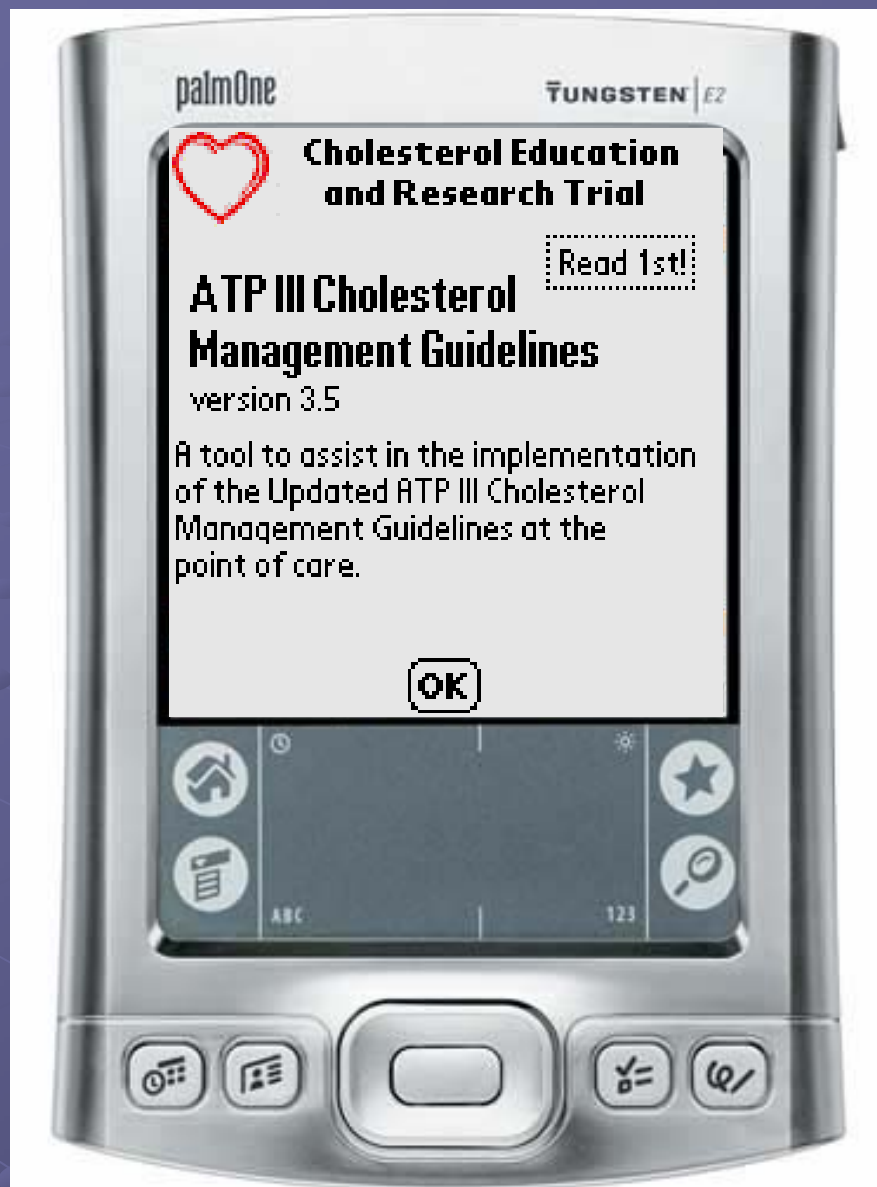 palmOne
TUNGSTEN | E2
Cholesterol Education
and Research Trial
Read 1st!
ATP III Cholesterol
Management Guidelines
version 3.5
A tool to assist in the implementation
of the Updated ATP III Cholesterol
Management Guidelines at the
point of care.
OK
ABC
123